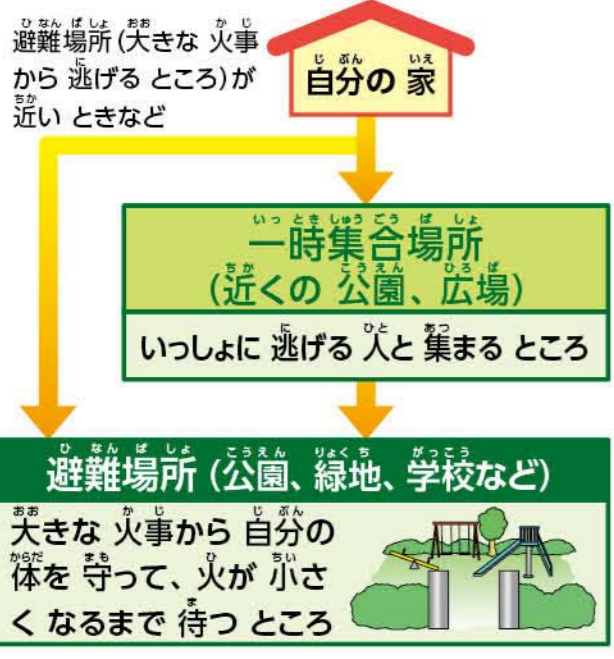 避難場所(大きな 火事
から 逃げる ところ)が
近い ときなど
自分の 家
一時集合場所
(近くの 公園、広場)
いっしょに 逃げる 人と 集まる ところ
避難場所 (公園、緑地、学校など)
大きな 火事から 自分の
体を 守って、火が 小さ
く なるまで 待つ ところ